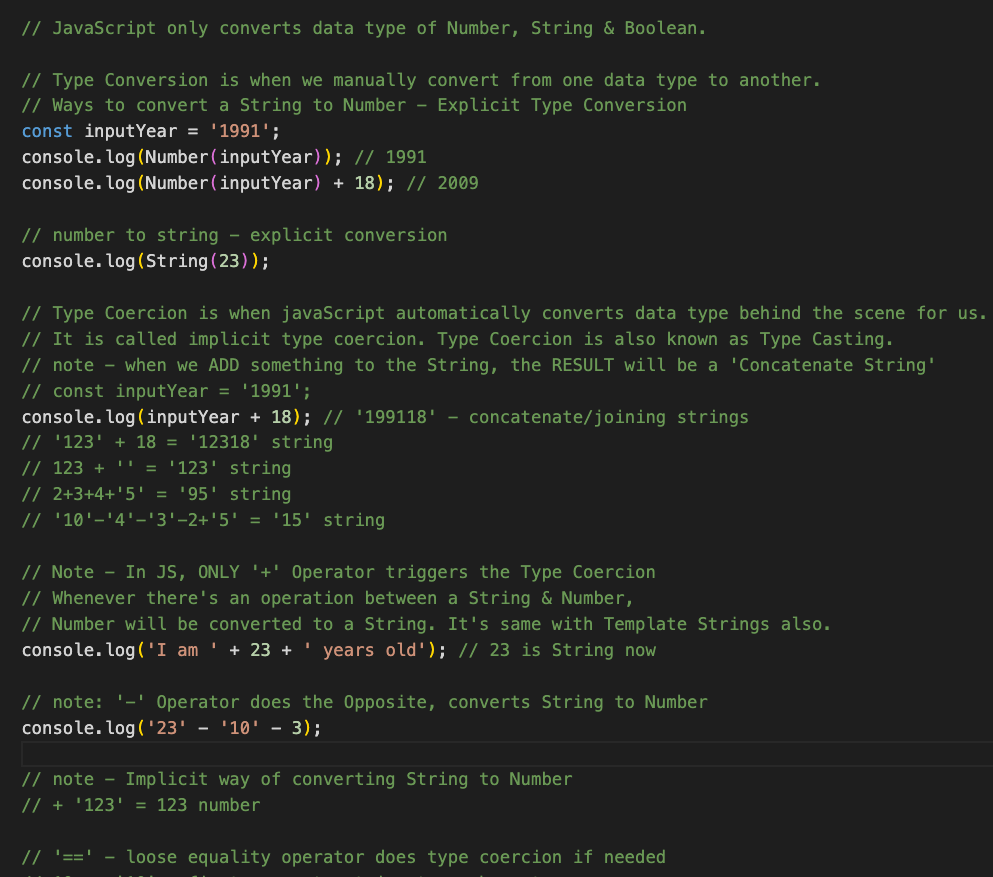 // JavaScript only converts data type of Number, String & Boolean.
// Type Conversion is when we manually convert from one data type to another.
// Ways to convert a String to Number - Explicit Type Conversion
const inputYear = '1991';
console.log(Number(inputYear)); // 1991
console.log(Number(inputYear) + 18); // 2009
// number to string - explicit conversion
console.log(String(23));
// Type Coercion is when javaScript automatically converts data type behind the scene for us.
// It is called implicit type coercion. Type Coercion is also known as Type Casting.
// note - when we ADD something to the String, the RESULT will be a 'Concatenate String'
// const inputYear = '1991';
console.log(inputYear + 18); // '199118' - concatenate/joining strings
// '123' + 18 = '12318' string
// 123 + '' = '123' string
// 2+3+4+'5' = '95' string
// '10'-'4'-'3'-2+'5' = '15' string
// Note - In JS, ONLY '+' Operator triggers the Type Coercion
// Whenever there's an operation between a String & Number,
// Number will be converted to a String. It's same with Template Strings also.
console.log('I am ' + 23 + ' years old'); // 23 is String now
// note: '-' Operator does the Opposite, converts String to Number
console.log('23' - '10' - 3);
// note - Implicit way of converting String to Number
// + '123' = 123 number
// '==' - loose equality operator does type coercion if needed